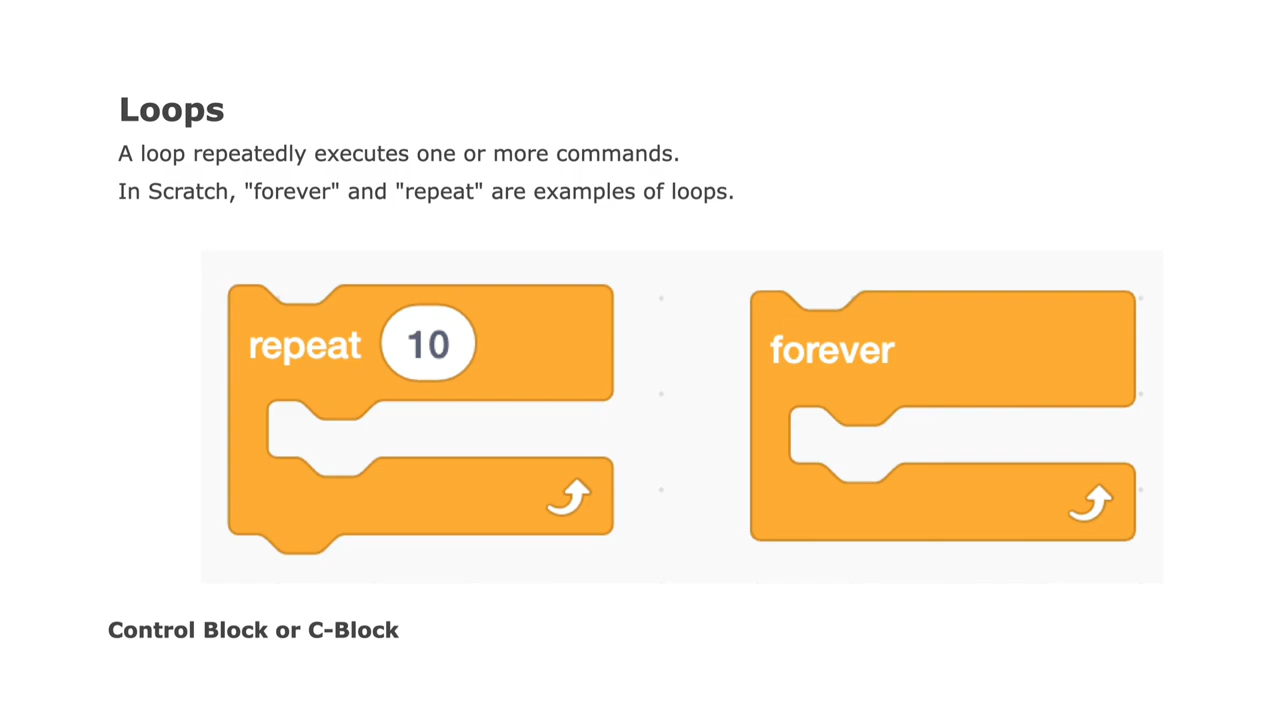 Loops
A loop repeatedly executes one or more commands.
In Scratch, "forever" and "repeat" are examples of loops.
repeat 10
forever
Control Block or C-Block